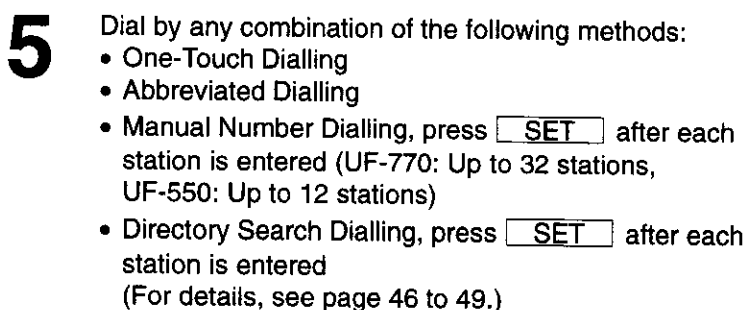 5 Dial by any combination of the following methods:
• One-Touch Dialling
• Abbreviated Dialling
• Manual Number Dialling, press SET after each
station is entered (UF-770: Up to 32 stations,
UF-550: Up to 12 stations)
• Directory Search Dialling, press SET after each
station is entered
(For details, see page 46 to 49.)